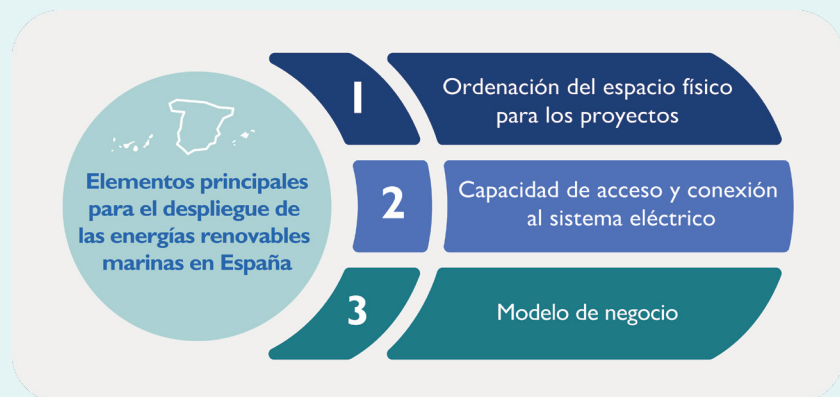 Elementos principales
para el despliegue de
las energías renovables
marinas en España
1
Ordenación del espacio físico
para los proyectos
2
Capacidad de acceso y conexión
al sistema eléctrico
3
Modelo de negocio